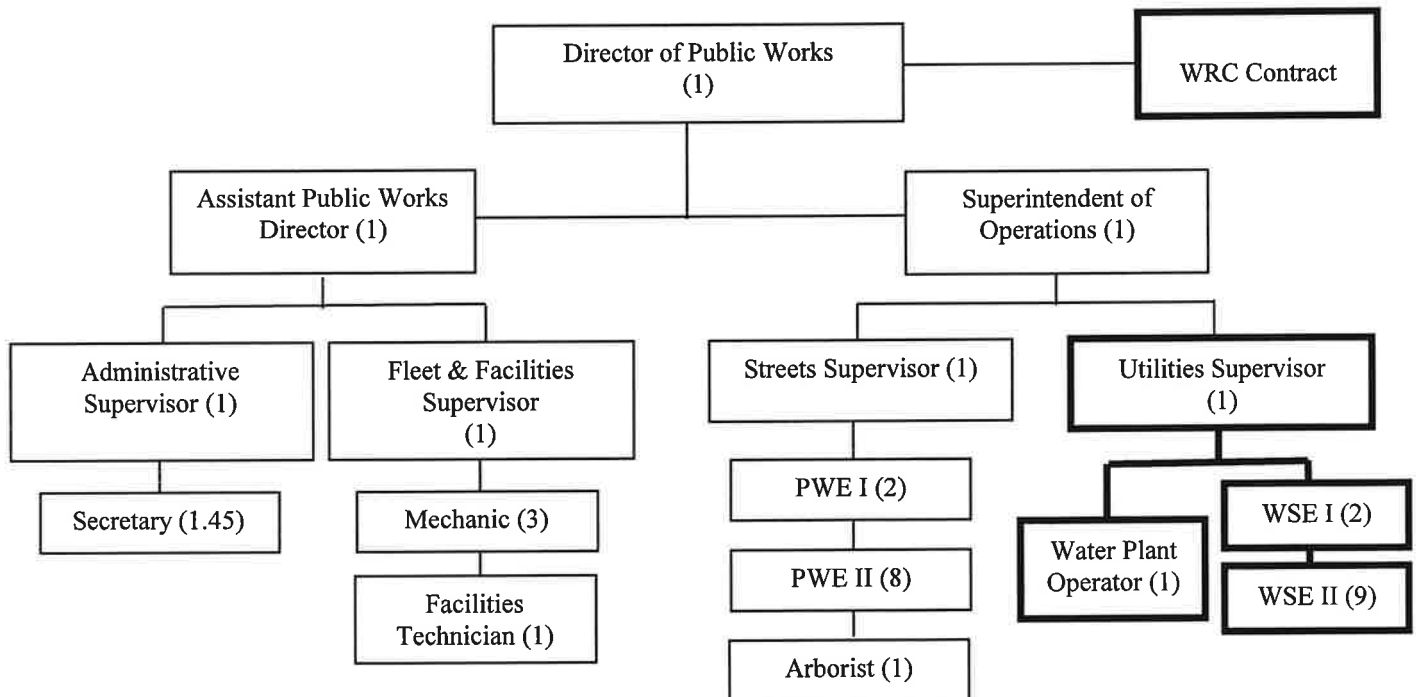 Director of Public Works
(1)
WRC Contract
Assistant Public Works
Director (1)
Superintendent of
Operations (1)
Administrative
Supervisor (1)
Fleet & Facilities
Supervisor
(1)
Streets Supervisor (1)
Utilities Supervisor
(1)
Secretary (1.45)
Mechanic (3)
PWE I (2)
Water Plant
Operator (1)
WSE I (2)
Facilities
Technician (1)
PWE II (8)
WSE II (9)
Arborist (1)